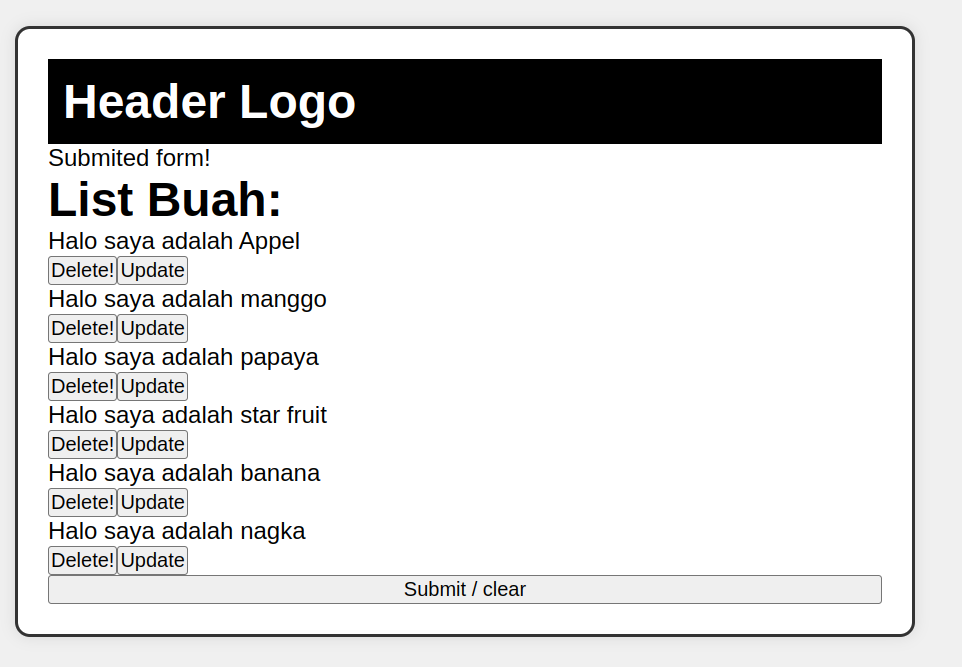 Header Logo
Submited form!
List Buah:
Halo saya adalah Appel
Delete! Update
Halo saya adalah manggo
Delete! Update
Halo saya adalah papaya
Delete! Update
Halo saya adalah star fruit
Delete! Update
Halo saya adalah banana
Delete! Update
Halo saya adalah nagka
Delete! Update
Submit / clear